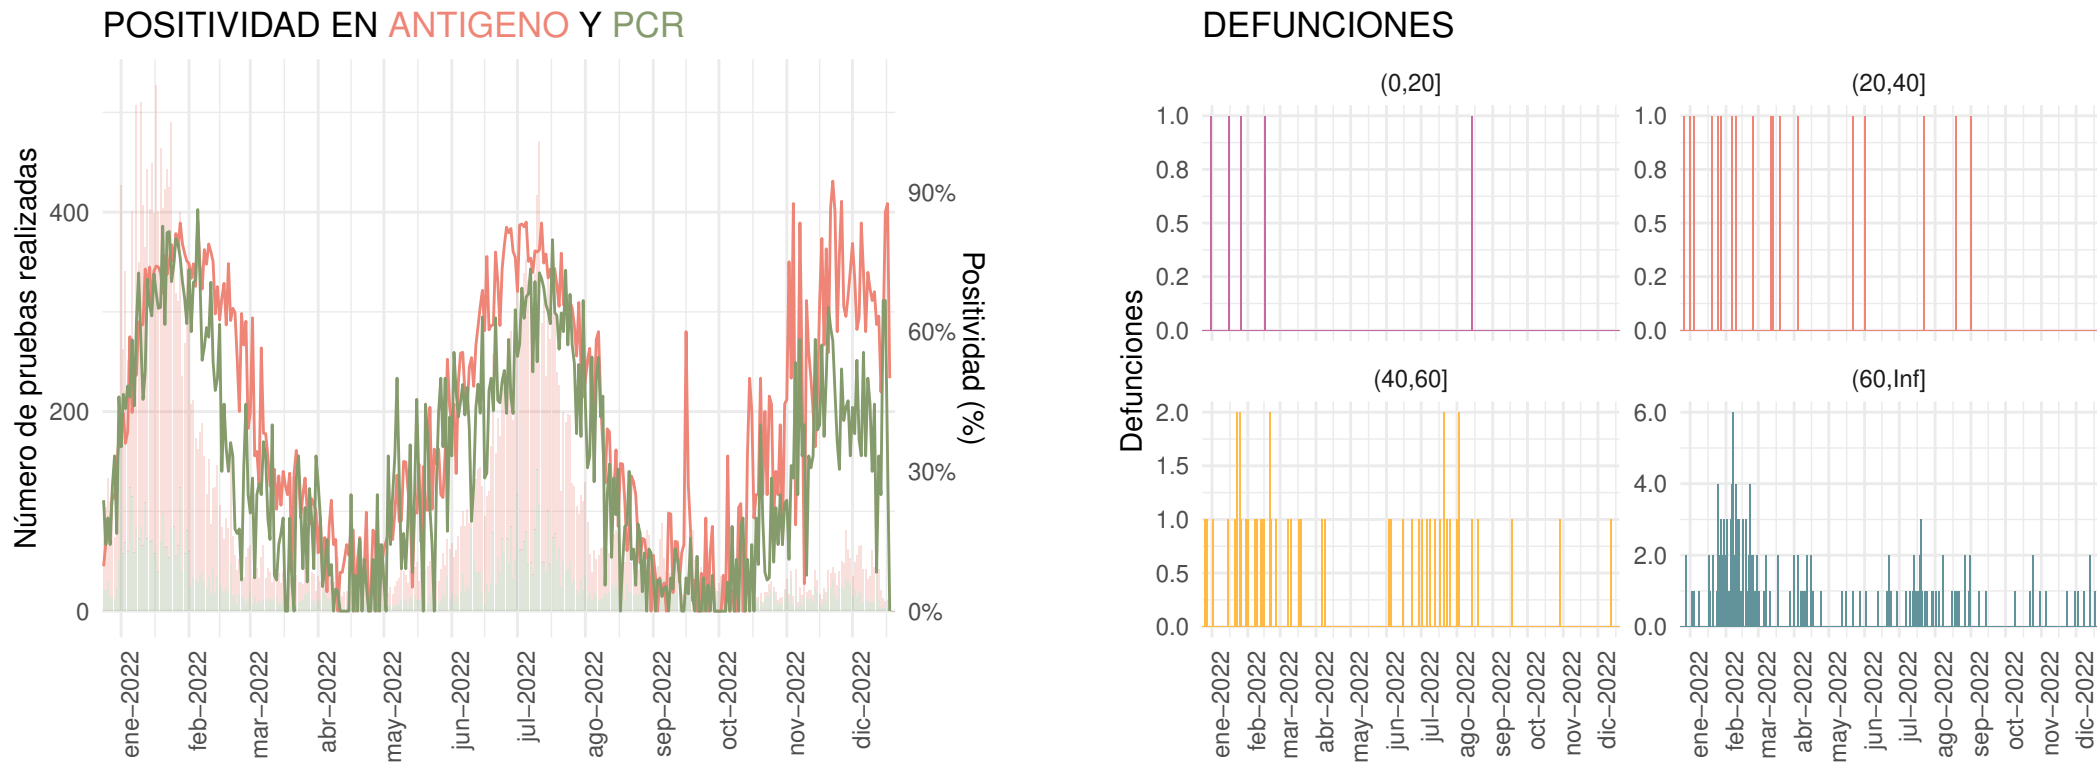 POSITIVIDAD EN ANTIGENO Y PCR
Número de pruebas realizadas
400
200
0
90%
60%
30%
0%
Positividad (%)
ene−2022
feb−2022
mar−2022
abr−2022
may−2022
jun−2022
jul−2022
ago−2022
sep−2022
oct−2022
nov−2022
dic−2022
DEFUNCIONES
Defunciones
(0,20]
1.0
0.8
0.5
0.2
0.0
(20,40]
1.0
0.8
0.5
0.2
0.0
(40,60]
2.0
1.5
1.0
0.5
0.0
(60,Inf]
6.0
4.0
2.0
0.0
ene−2022
feb−2022
mar−2022
abr−2022
may−2022
jun−2022
jul−2022
ago−2022
sep−2022
oct−2022
nov−2022
dic−2022
ene−2022
feb−2022
mar−2022
abr−2022
may−2022
jun−2022
jul−2022
ago−2022
sep−2022
oct−2022
nov−2022
dic−2022